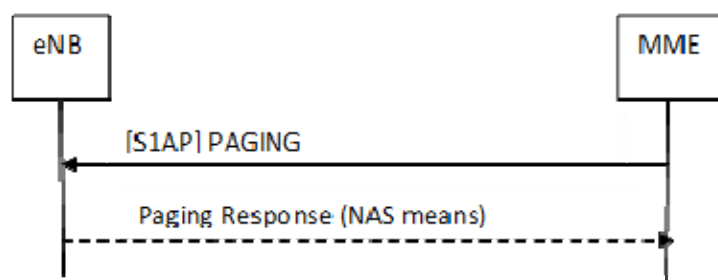 eNB
MME
[S1AP] PAGING
Paging Response (NAS means)